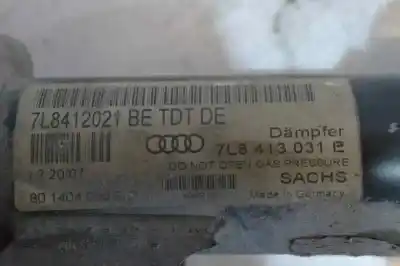 7L8412021 BE TDT DE
Dämpfer
7L8 413 031 E
DO NOT OPEN GAS PRESSURE
SACHS
Made in Germany